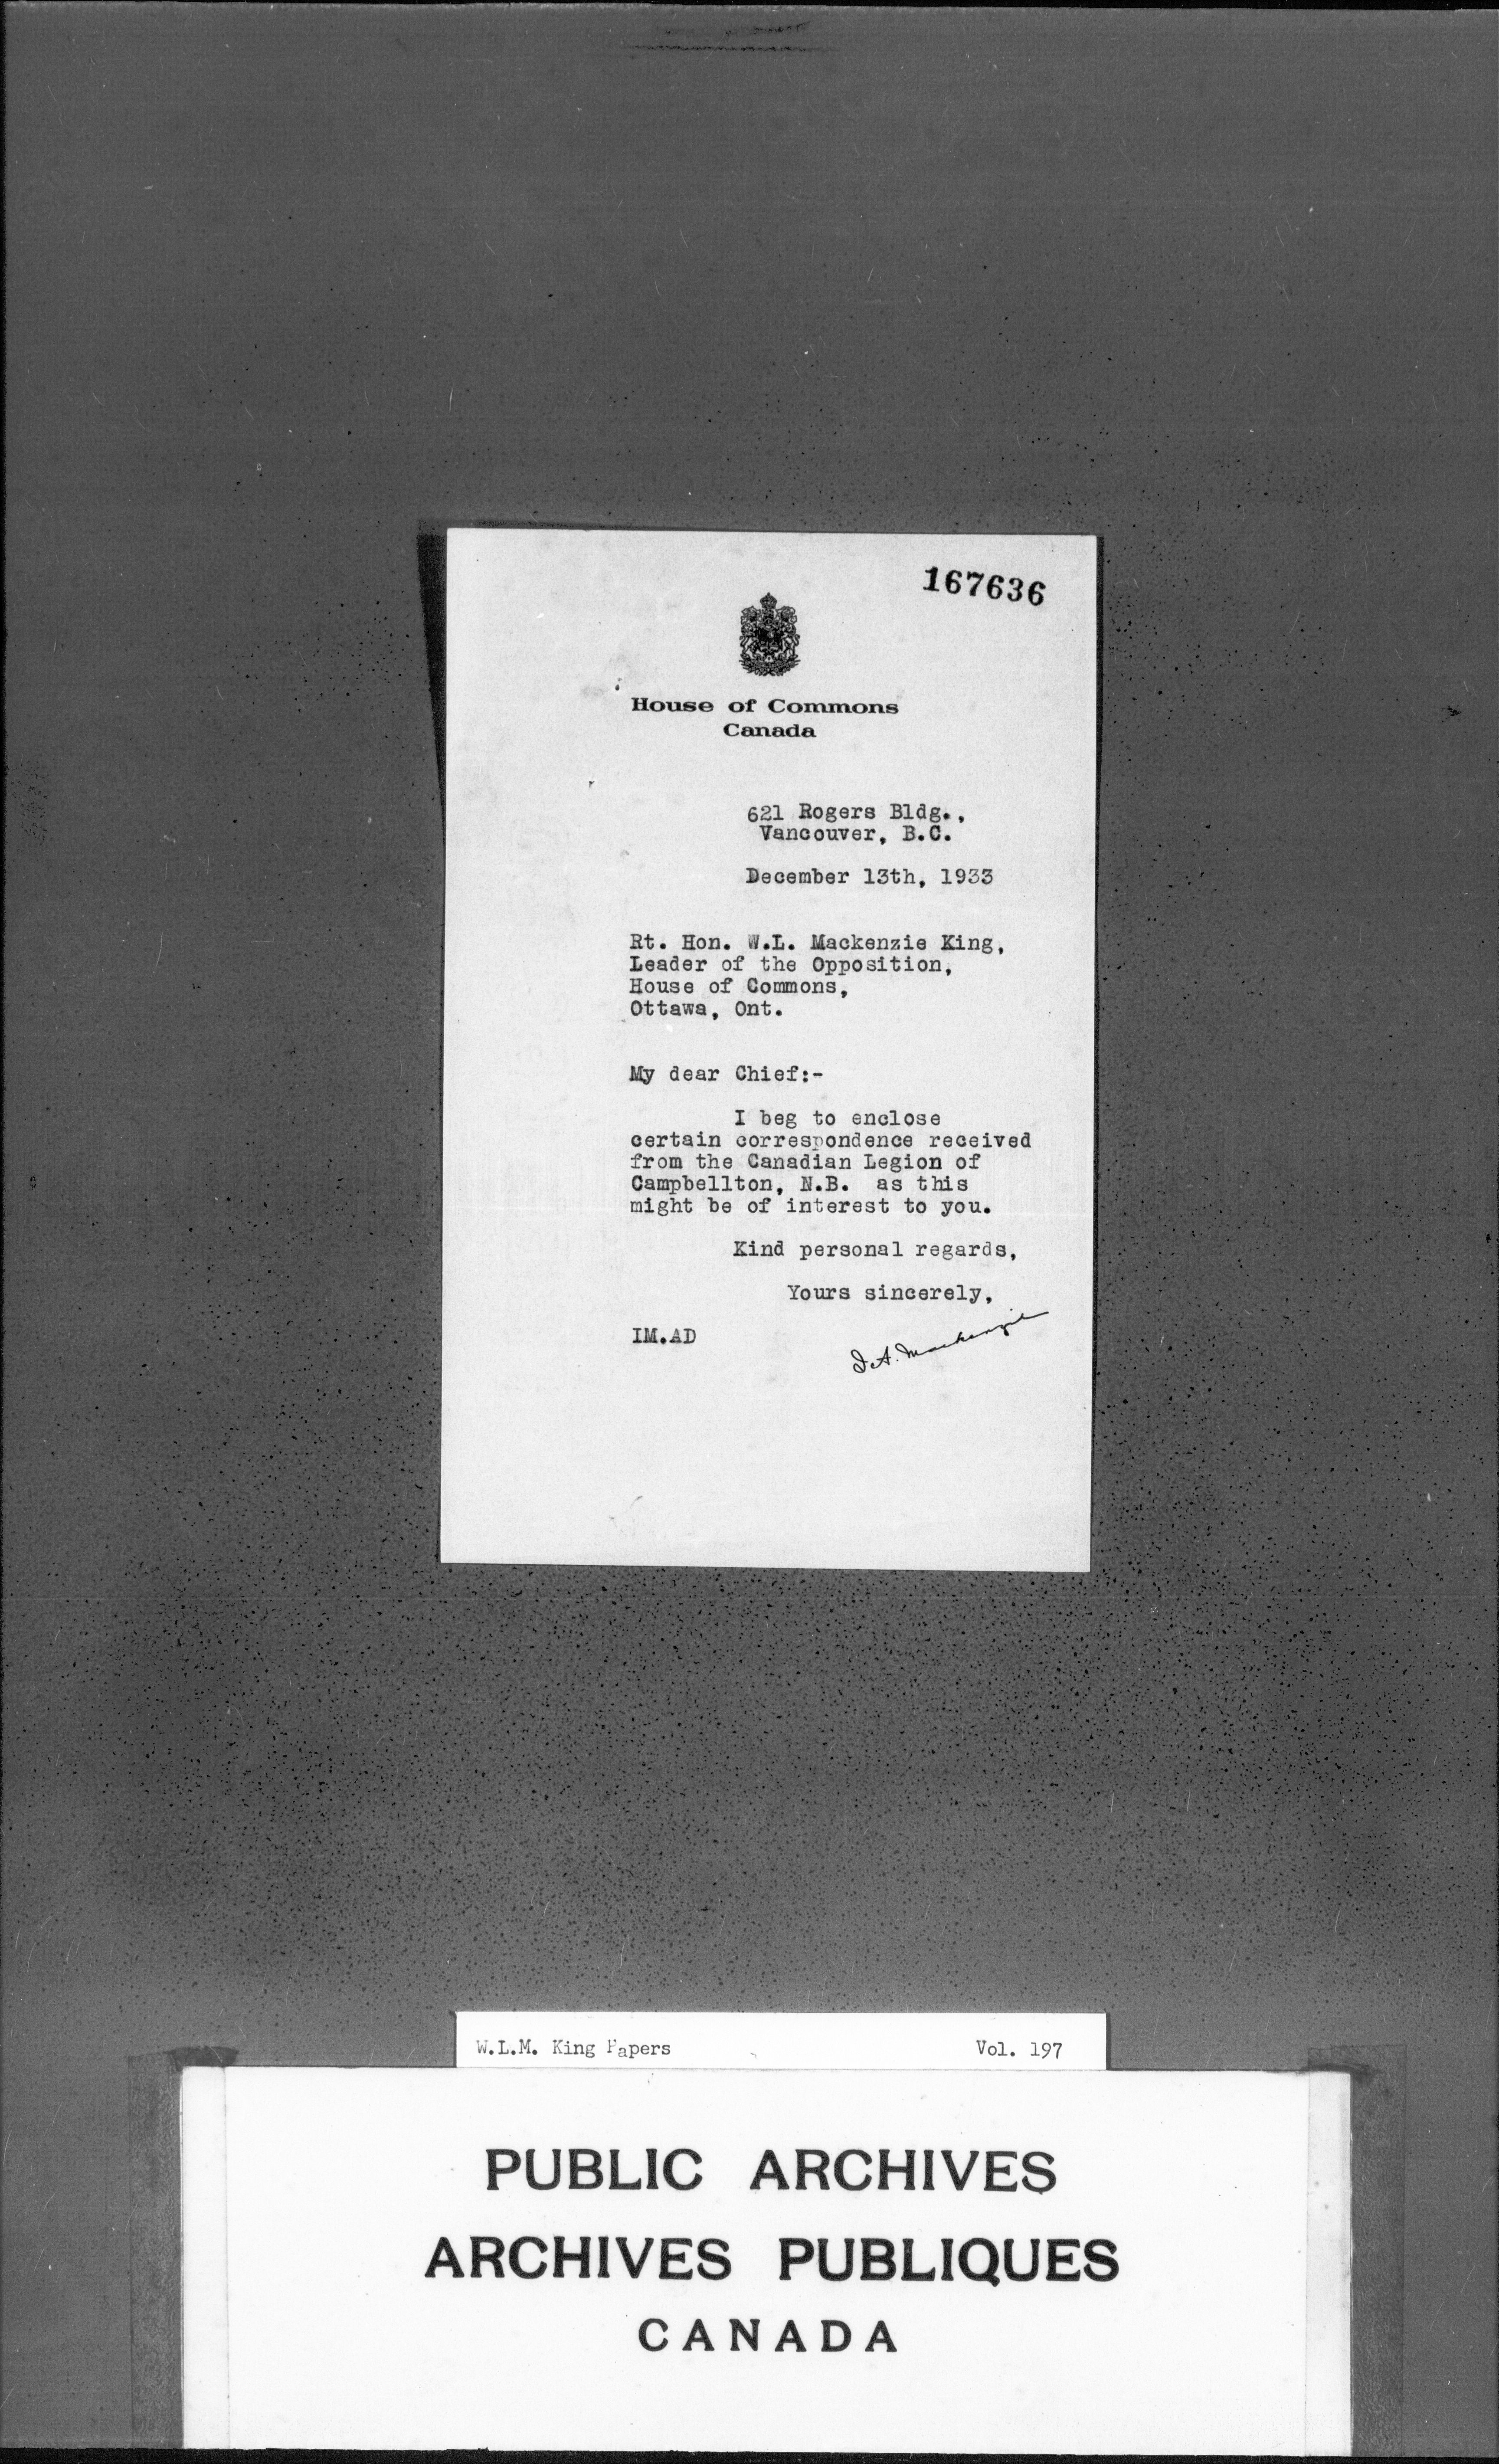 167636
House of Commons
Canada
621 Rogers Bldg.,
Vancouver, B.C.
December 13th, 1933
Rt. Hon. W.L. Mackenzie King,
Leader of the Opposition,
House of Commons,
Ottawa, Ont.
My dear Chief:-
I beg to enclose
certain correspondence received
from the Canadian Legion of
Campbellton, N.B. as this
might be of interest to you.
Kind personal regards,
Yours sincerely,
IM.AD
I.A. Mackenzie
W.L.M. King Papers Vol. 197
PUBLIC ARCHIVES
ARCHIVES PUBLIQUES
CANADA